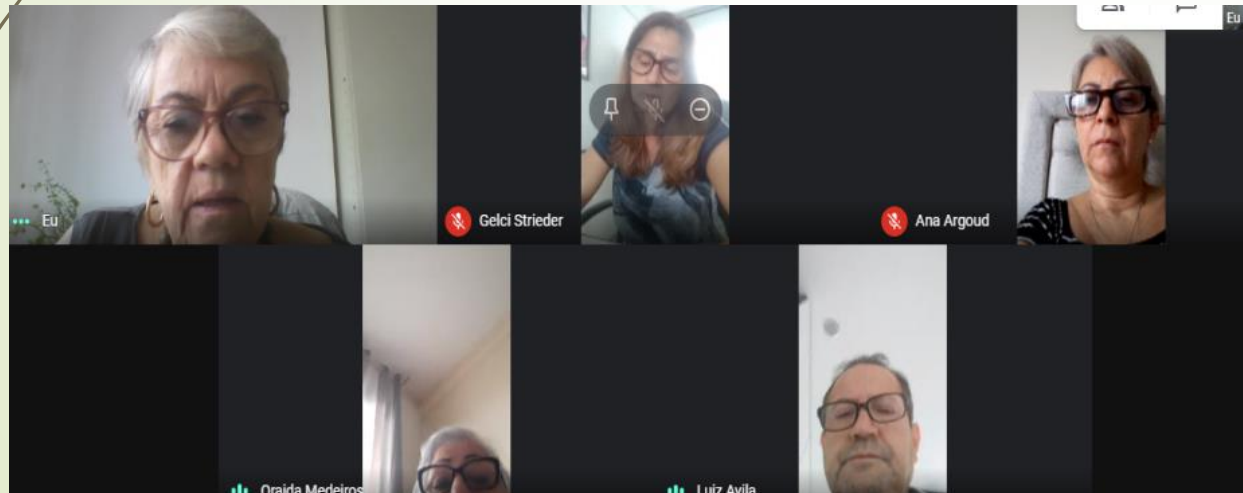 Eu
Eu
Gelci Strieder
Ana Argoud
Oraida Medeiros
Luiz Avila